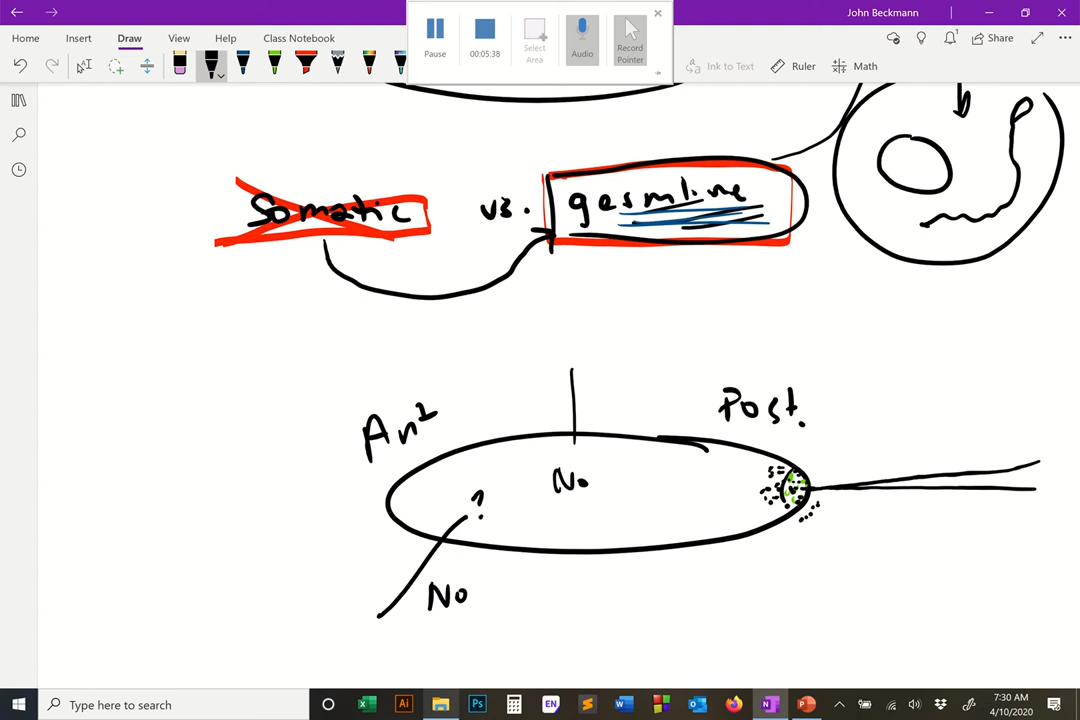 John Beckmann
Home Insert Draw View Help Class Notebook
Pause 00:05:38 Select Area Audio Record Pointer
Share
Ink to Text Ruler Math
Somatic vs. germline
Ant Post.
?
No
No
Type here to search
EN
7:30 AM
4/10/2020